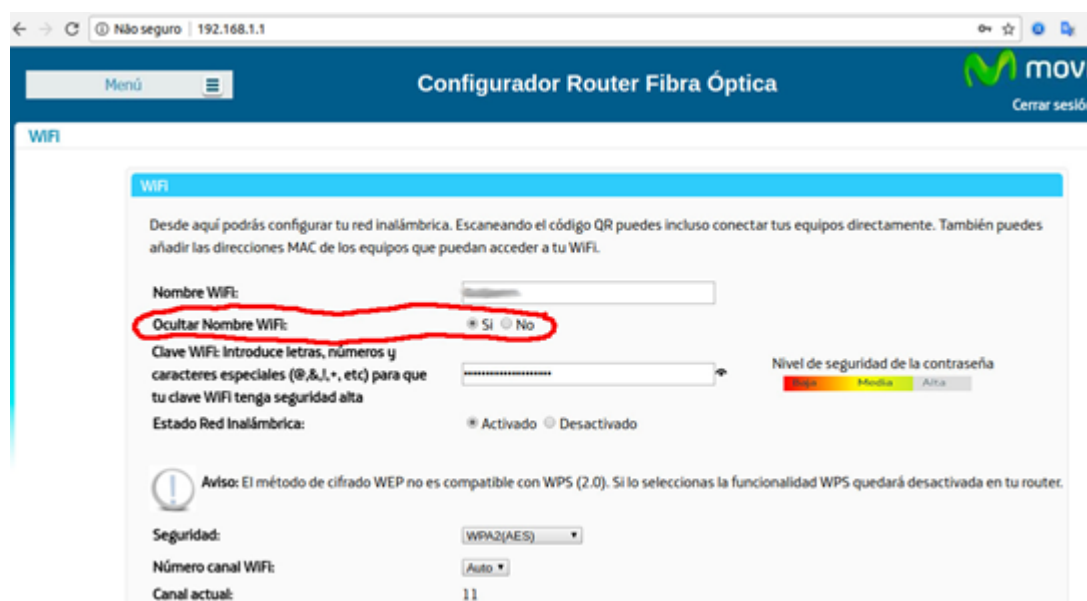 Não seguro | 192.168.1.1
Menú
Configurador Router Fibra Óptica
mov
Cerrar sesió
WIFI
WIFI
Desde aquí podrás configurar tu red inalámbrica. Escaneando el código QR puedes incluso conectar tus equipos directamente. También puedes
añadir las direcciones MAC de los equipos que puedan acceder a tu WiFi.
Nombre WiFi:
Ocultar Nombre WiFi: Si No
Clave WiFi: Introduce letras, números y
caracteres especiales (@,&,!,+, etc) para que
tu clave WiFi tenga seguridad alta
Nivel de seguridad de la contraseña
Baja Media Alta
Estado Red Inalámbrica: Activado Desactivado
Aviso: El método de cifrado WEP no es compatible con WPS (2.0). Si lo seleccionas la funcionalidad WPS quedará desactivada en tu router.
Seguridad: WPA2(AES)
Número canal WiFi: Auto
Canal actual: 11